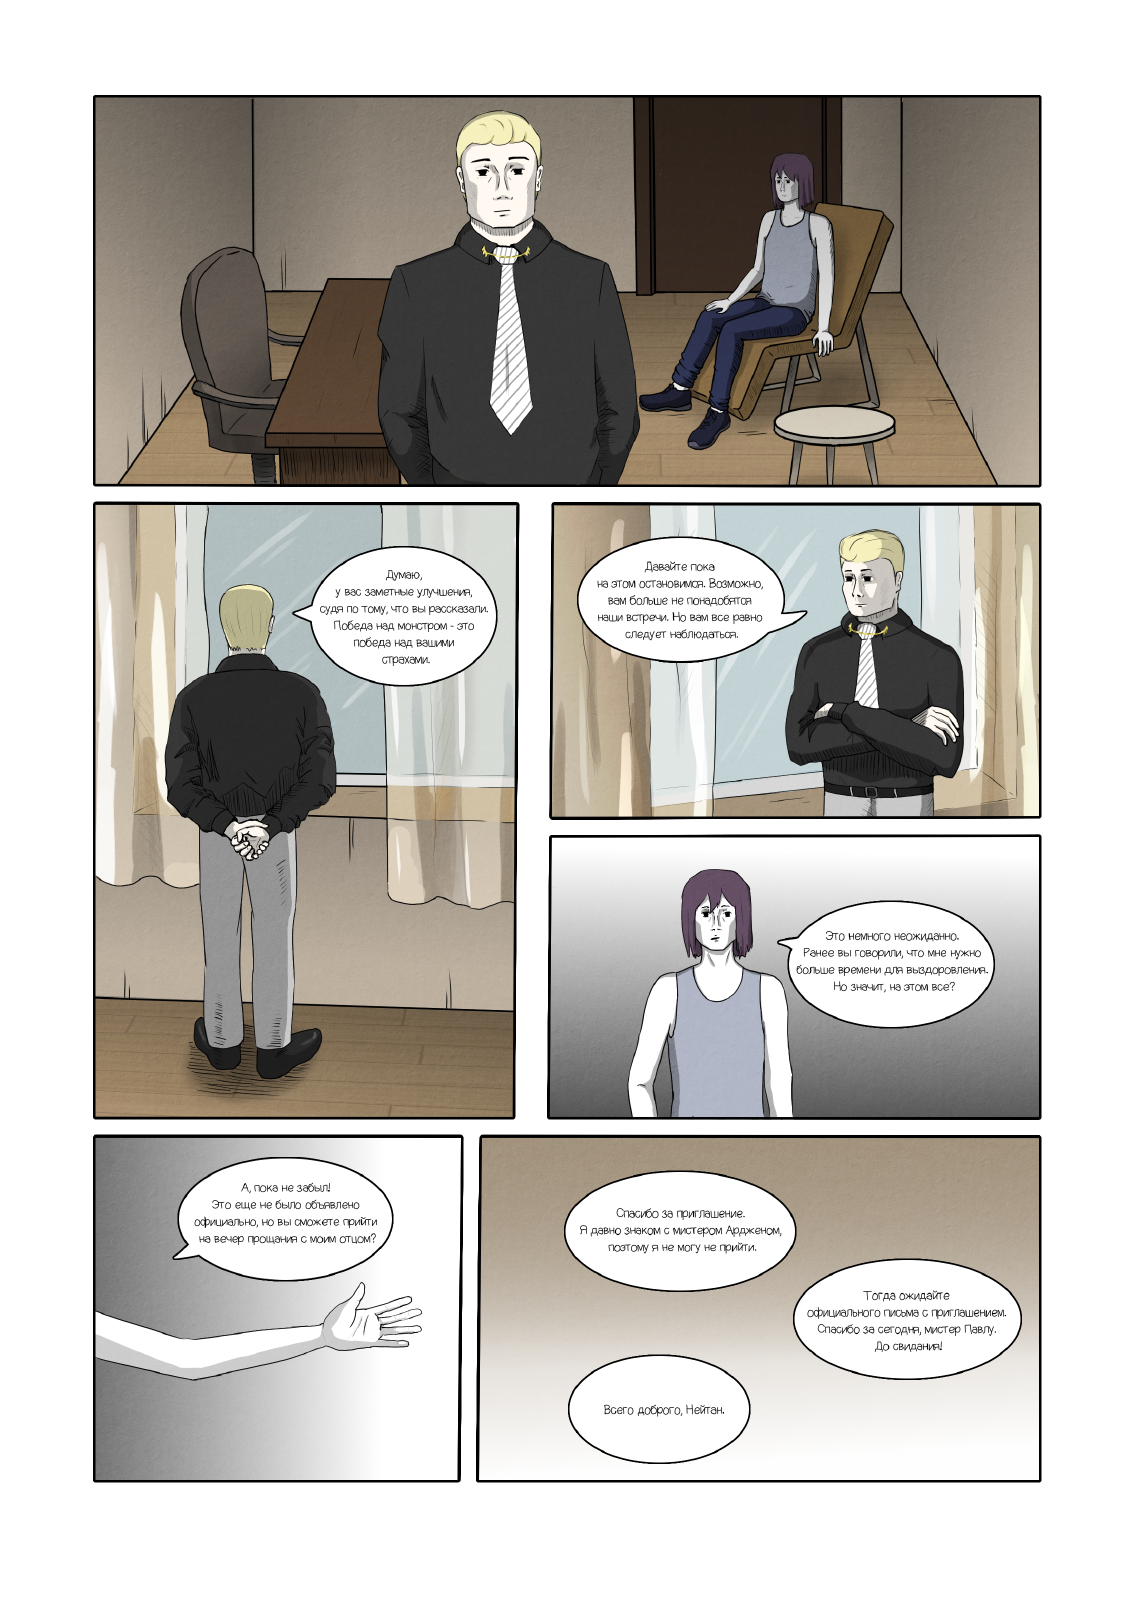 Думаю,
у вас заметные улучшения,
судя по тому, что вы рассказали.
Победа над монстром - это
победа над вашими
страхами.
Давайте пока
на этом остановимся. Возможно,
вам больше не понадобятся
наши встречи. Но вам все равно
следует наблюдаться.
Это немного неожиданно.
Ранее вы говорили, что мне нужно
больше времени для выздоровления.
Но значит, на этом все?
А, пока не забыл!
Это еще не было объявлено
официально, но вы сможете прийти
на вечер прощания с моим отцом?
Спасибо за приглашение.
Я давно знаком с мистером Ардженом,
поэтому я не могу не прийти.
Тогда ожидайте
официального письма с приглашением.
Спасибо за сегодня, мистер Павлу.
До свидания!
Всего доброго, Нейтан.